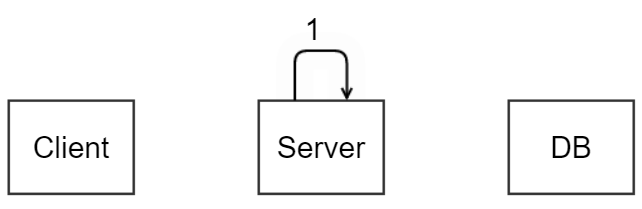 1
Client
Server
DB